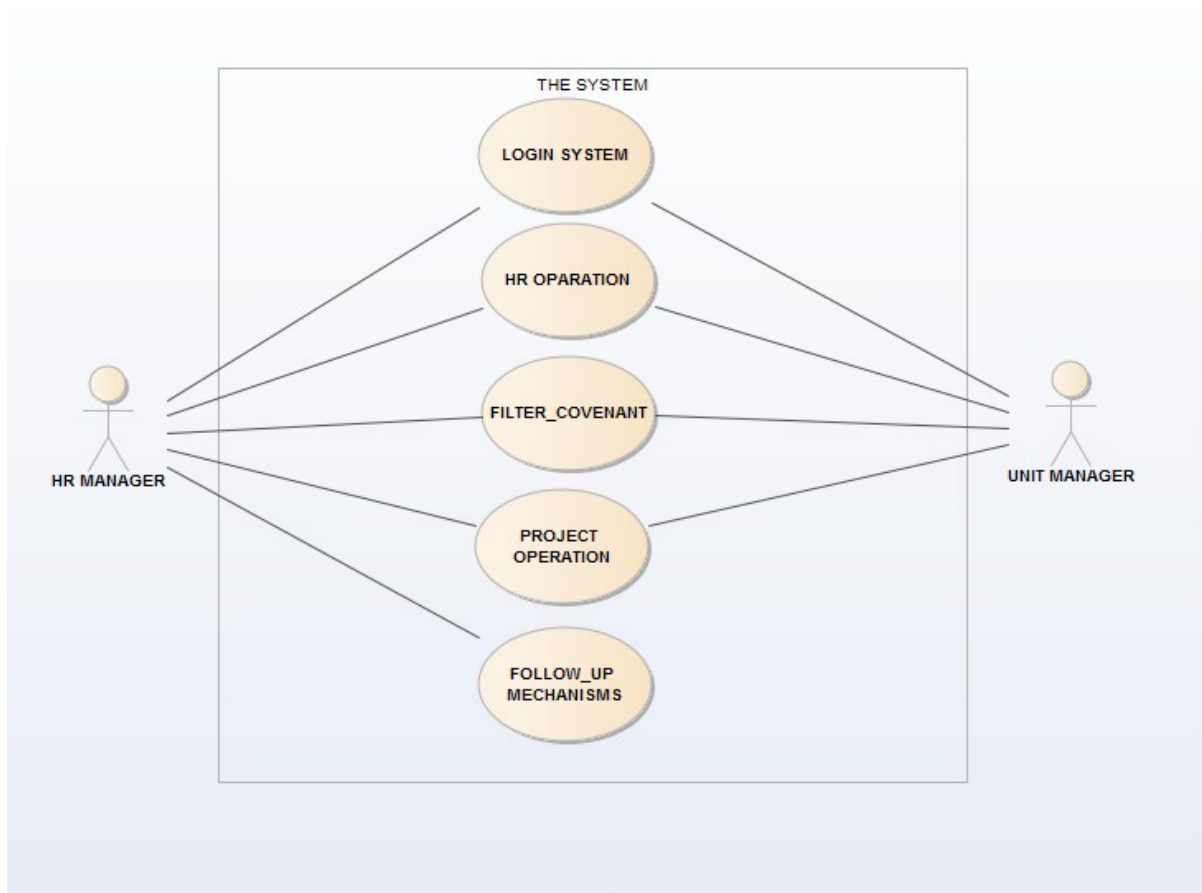 THE SYSTEM
LOGIN SYSTEM
HR OPARATION
FILTER_COVENANT
HR MANAGER
UNIT MANAGER
PROJECT
OPERATION
FOLLOW_UP
MECHANISMS